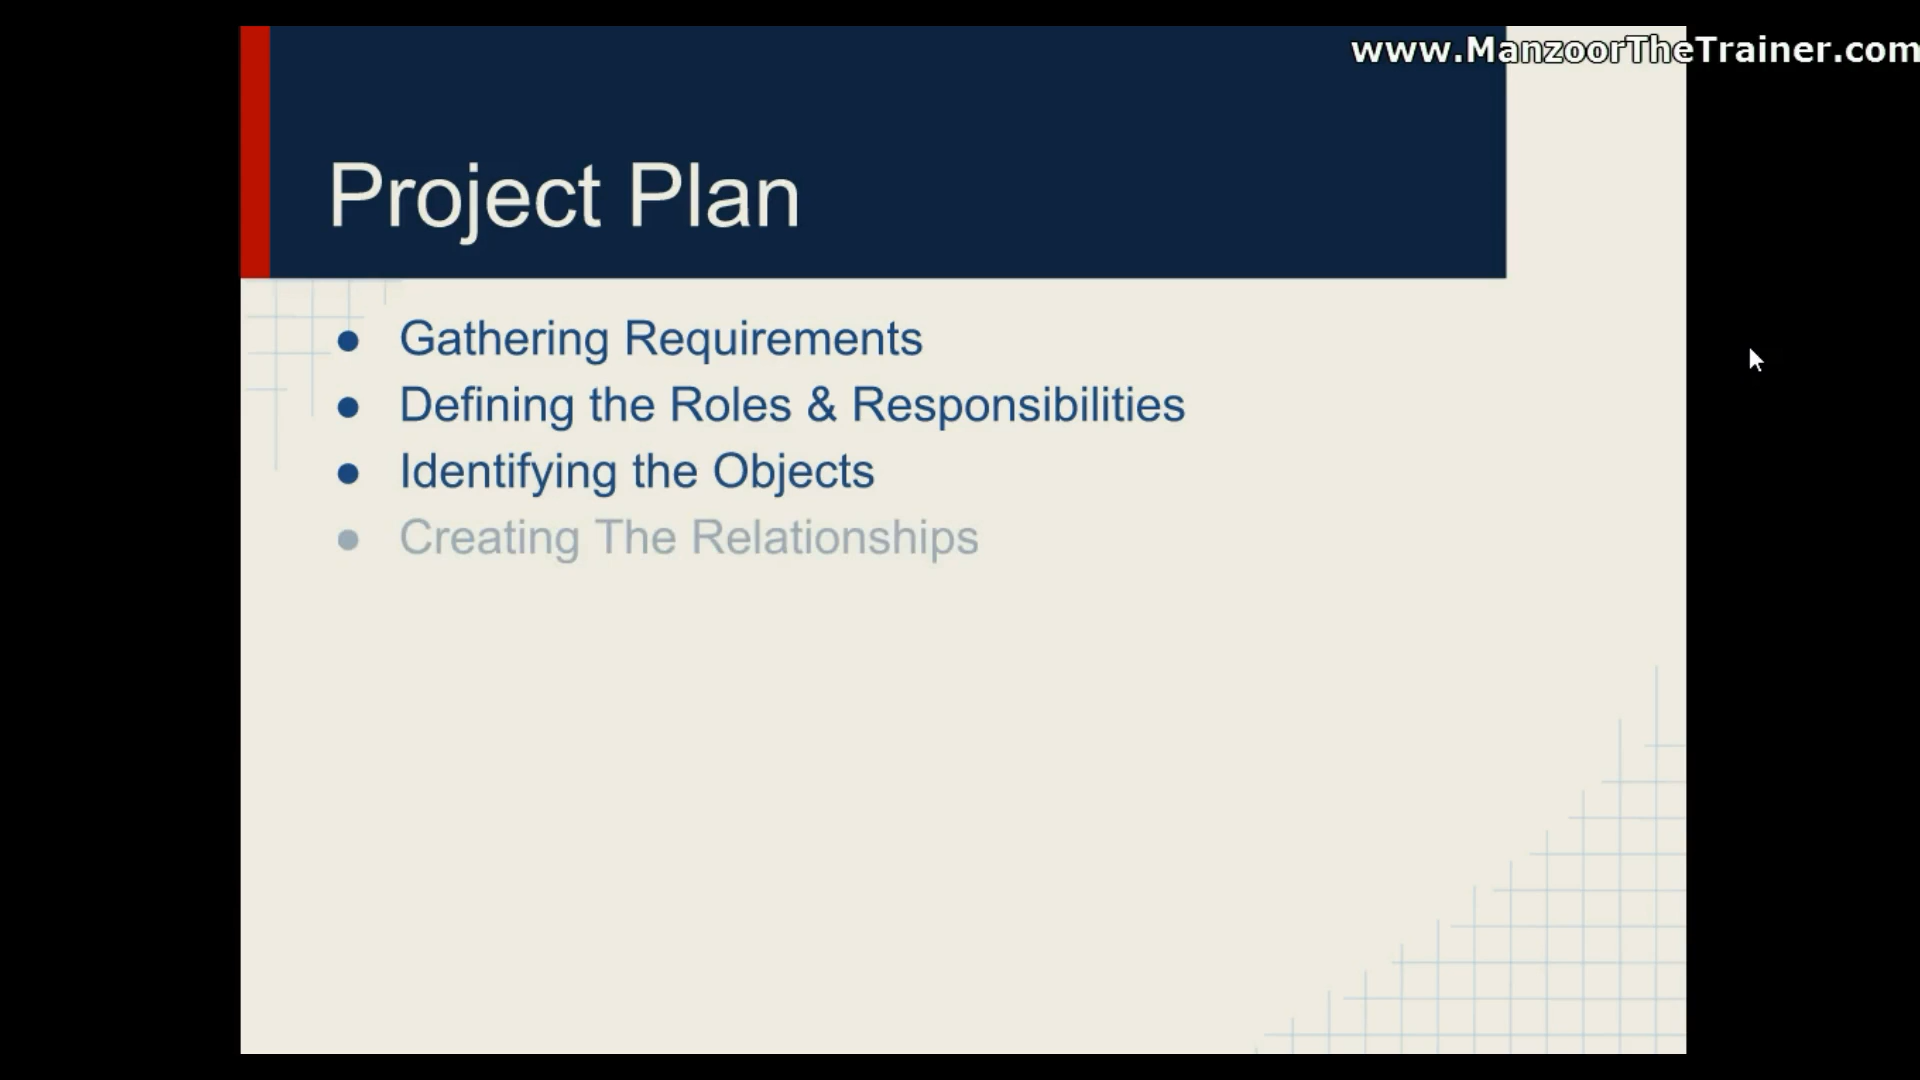 www.ManzoorTheTrainer.com
Project Plan
● Gathering Requirements
● Defining the Roles & Responsibilities
● Identifying the Objects
● Creating The Relationships